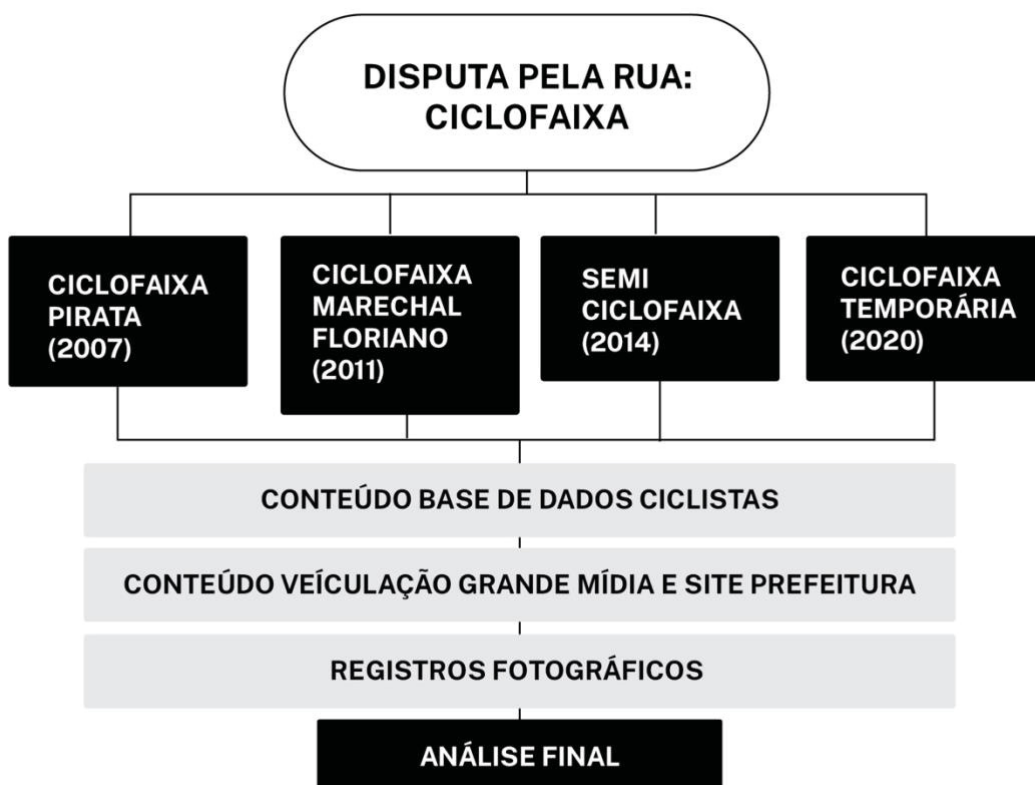 DISPUTA PELA RUA:
CICLOFAIXA
CICLOFAIXA
PIRATA
(2007)
CICLOFAIXA
MARECHAL
FLORIANO
(2011)
SEMI
CICLOFAIXA
(2014)
CICLOFAIXA
TEMPORÁRIA
(2020)
CONTEÚDO BASE DE DADOS CICLISTAS
CONTEÚDO VEÍCULAÇÃO GRANDE MÍDIA E SITE PREFEITURA
REGISTROS FOTOGRÁFICOS
ANÁLISE FINAL